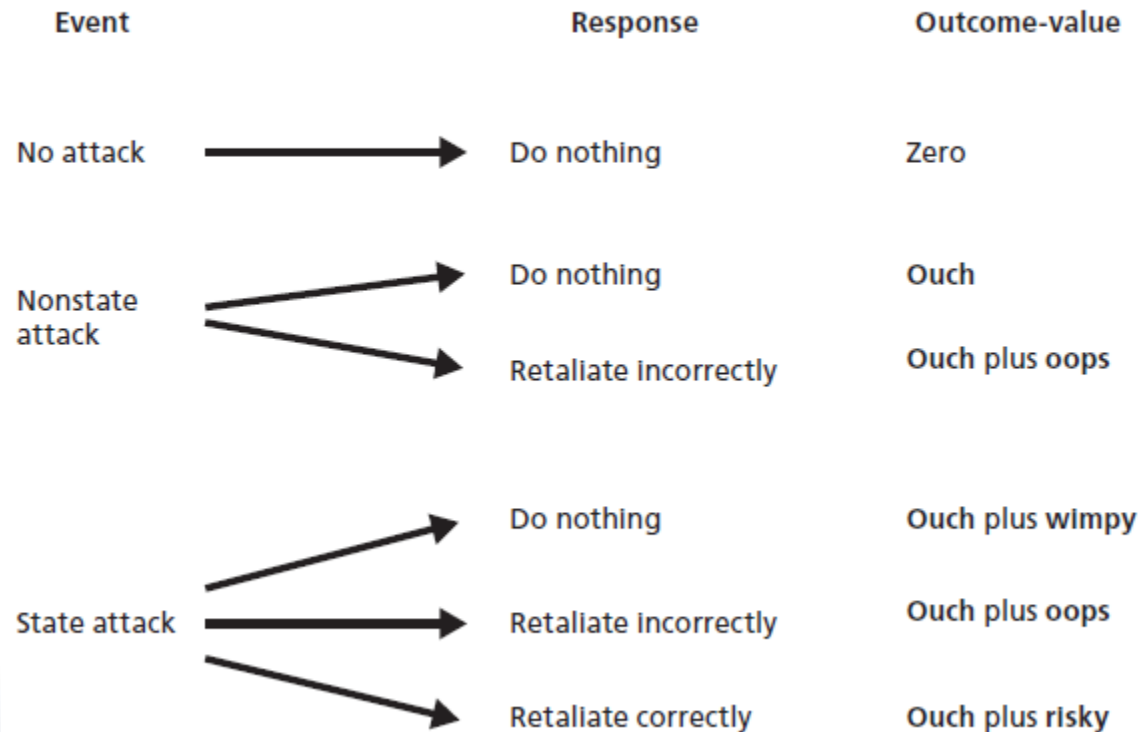 Event Response Outcome-value
No attack Do nothing Zero
Nonstate
attack
Do nothing Ouch
Retaliate incorrectly Ouch plus oops
State attack
Do nothing Ouch plus wimpy
Retaliate incorrectly Ouch plus oops
Retaliate correctly Ouch plus risky